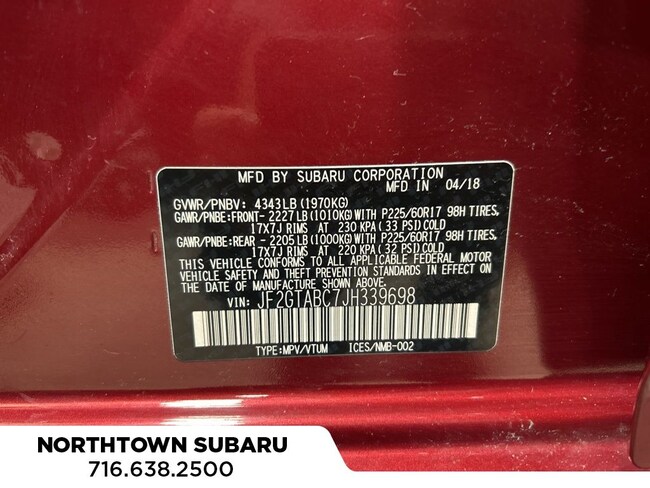 MFD BY SUBARU CORPORATION
MFD IN 04/18
GVWR/PNBV: 4343LB (1970KG)
GAWR/PNBE:FRONT- 2227LB(1010KG)WITH P225/60R17 98H TIRES,
17X7J RIMS AT 230 KPA(33 PSI)COLD
GAWR/PNBE:REAR - 2205LB(1000KG)WITH P225/60R17 98H TIRES,
17X7J RIMS AT 220 KPA(32 PSI)COLD
THIS VEHICLE CONFORMS TO ALL APPLICABLE FEDERAL MOTOR
VEHICLE SAFETY AND THEFT PREVENTION STANDARDS IN EFFECT ON
THE DATE OF MANUFACTURE SHOWN ABOVE.
VIN: JF2GTABC7JH339698
TYPE:MPV/VTUM ICES/NMB-002
NORTHTOWN SUBARU
716.638.2500